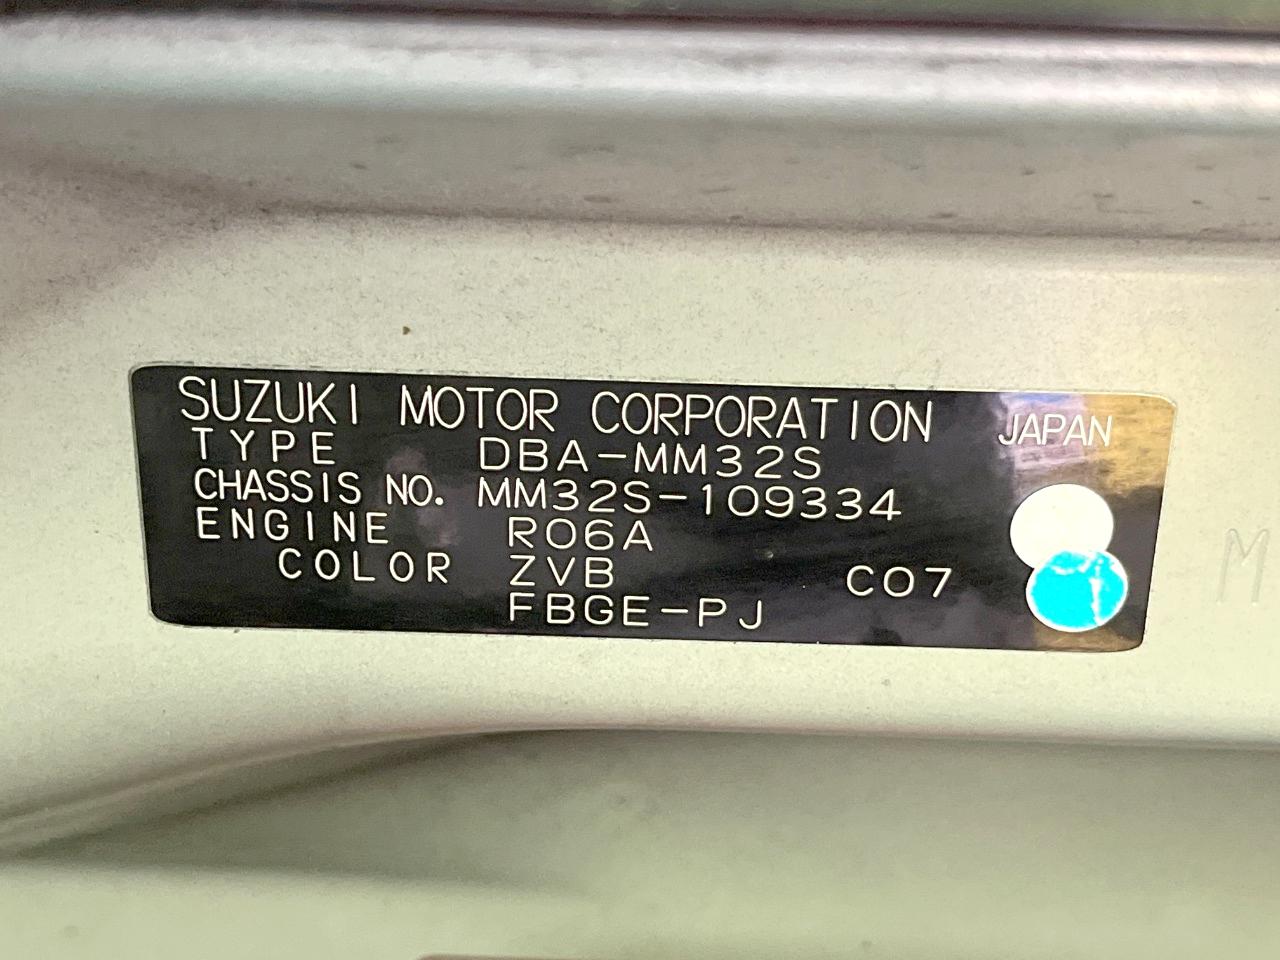 SUZUKI MOTOR CORPORATION JAPAN
TYPE DBA-MM32S
CHASSIS NO. MM32S-109334
ENGINE R06A
COLOR ZVB C07
FBGE-PJ
M